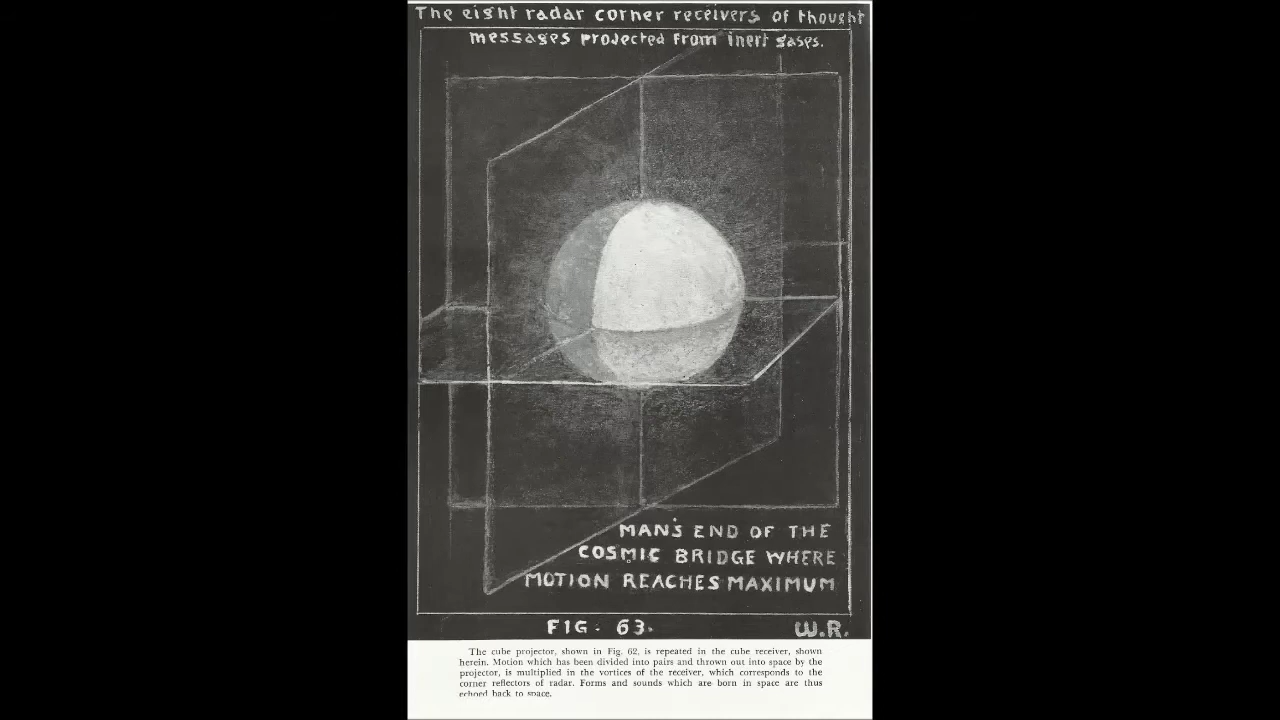 The eight radar corner receivers of thought
messages projected from inert gases.
MAN'S END OF THE
COSMIC BRIDGE WHERE
MOTION REACHES MAXIMUM
FIG. 63.
W.R.
The cube projector, shown in Fig. 62, is repeated in the cube receiver, shown
herein. Motion which has been divided into pairs and thrown out into space by the
projector, is multiplied in the vortices of the receiver, which corresponds to the
corner reflectors of radar. Forms and sounds which are born in space are thus
echoed back to space.